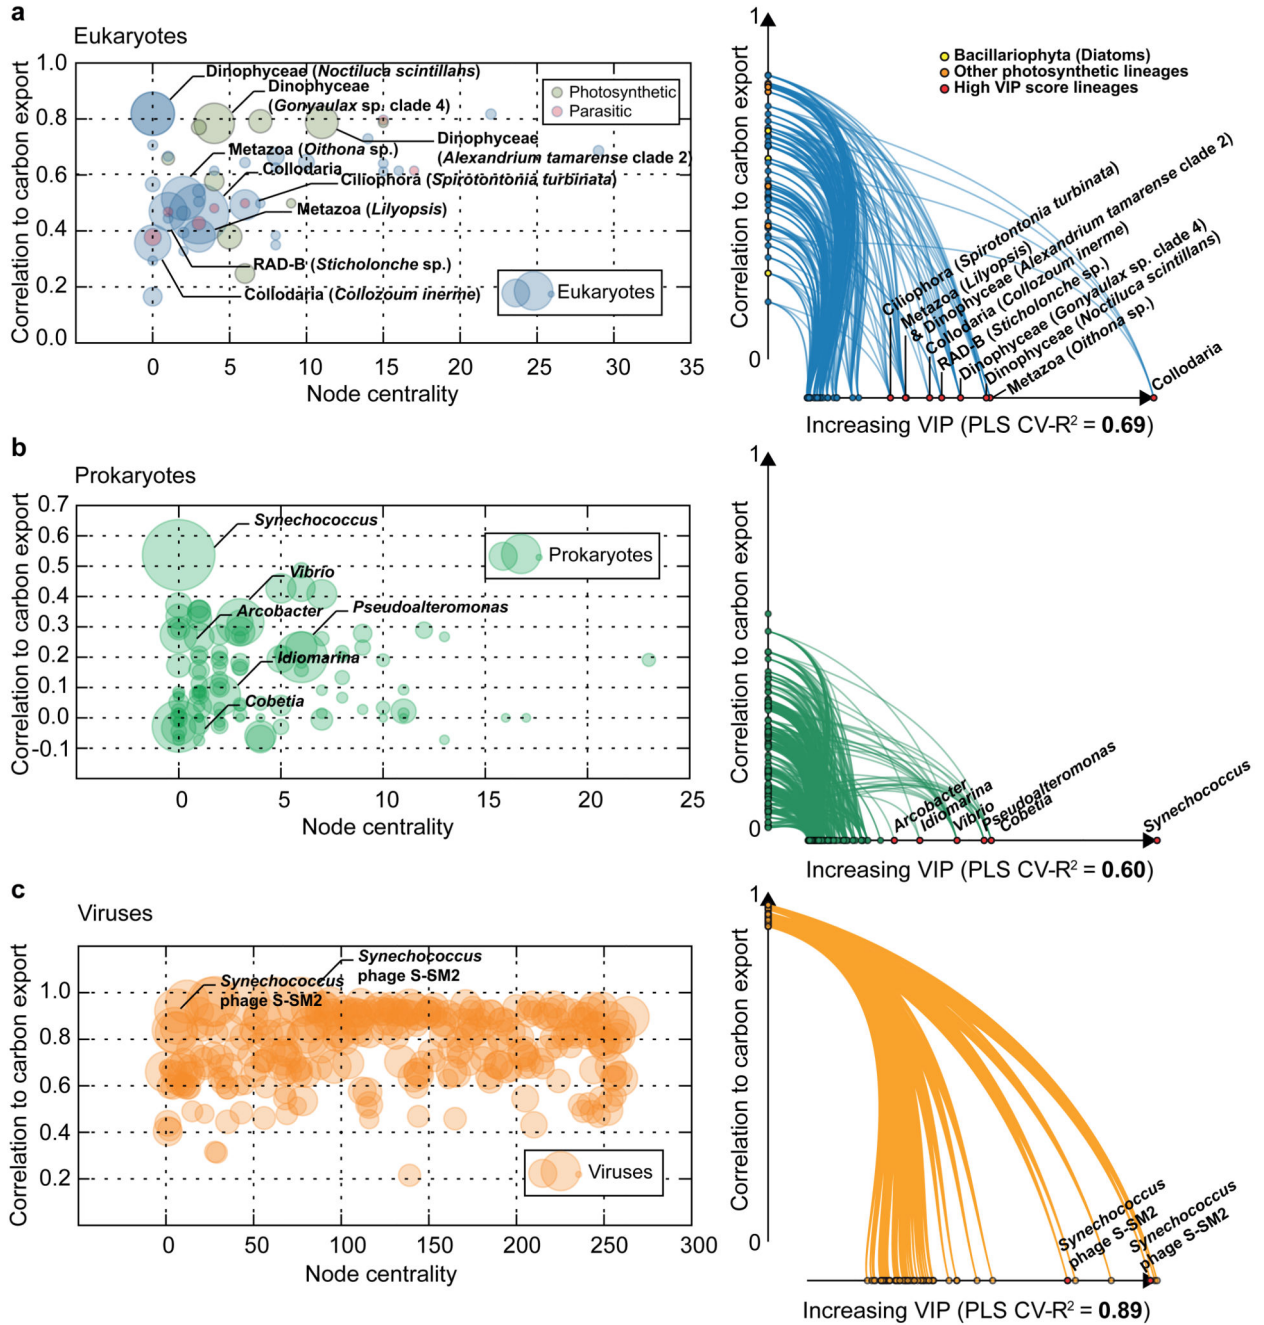 a
Eukaryotes
Correlation to carbon export
1.0
0.8
0.6
0.4
0.2
0.0
Dinophyceae (Noctiluca scintillans)
Dinophyceae
(Gonyaulax sp. clade 4)
Photosynthetic
Parasitic
Dinophyceae
(Alexandrium tamarense clade 2)
Metazoa (Oithona sp.)
Collodaria
Ciliophora (Spirotontonia turbinata)
Metazoa (Lilyopsis)
RAD-B (Sticholonche sp.)
Collodaria (Collozoum inerme)
Eukaryotes
0 5 10 15 20 25 30 35
Node centrality
1
Correlation to carbon export
0
Bacillariophyta (Diatoms)
Other photosynthetic lineages
High VIP score lineages
Ciliophora (Spirotontonia turbinata)
Metazoa (Lilyopsis)
& Dinophyceae (Alexandrium tamarense clade 2)
Collodaria (Collozoum inerme)
RAD-B (Sticholonche sp.)
Dinophyceae (Gonyaulax sp. clade 4)
Dinophyceae (Noctiluca scintillans)
Metazoa (Oithona sp.)
Collodaria
Increasing VIP (PLS CV-R² = 0.69)
b
Prokaryotes
Correlation to carbon export
0.7
0.6
0.5
0.4
0.3
0.2
0.1
0.0
-0.1
Synechococcus
Vibrio
Arcobacter
Pseudoalteromonas
Idiomarina
Cobetia
Prokaryotes
0 5 10 15 20 25
Node centrality
1
Correlation to carbon export
0
Arcobacter
Idiomarina
Vibrio
Pseudoalteromonas
Cobetia
Synechococcus
Increasing VIP (PLS CV-R² = 0.60)
c
Viruses
Correlation to carbon export
1.0
0.8
0.6
0.4
0.2
Synechococcus
phage S-SM2
Synechococcus
phage S-SM2
Viruses
0 50 100 150 200 250 300
Node centrality
1
Correlation to carbon export
0
Synechococcus
phage S-SM2
Synechococcus
phage S-SM2
Increasing VIP (PLS CV-R² = 0.89)